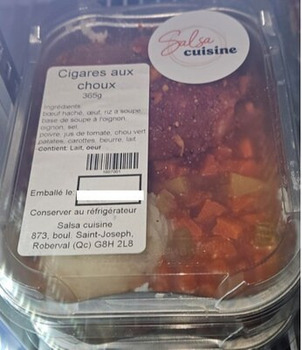 Salsa
cuisine
Cigares aux
choux
365g
Ingrédients:
bœuf haché, œuf, riz à soupe,
base de soupe à l'oignon,
oignon, sel,
poivre, jus de tomate, chou vert
patates, carottes, beurre, lait
Contient: Lait, oeuf
Emballé le
Conserver au réfrigérateur
Salsa cuisine
873, boul. Saint-Joseph,
Roberval (Qc) G8H 2L8